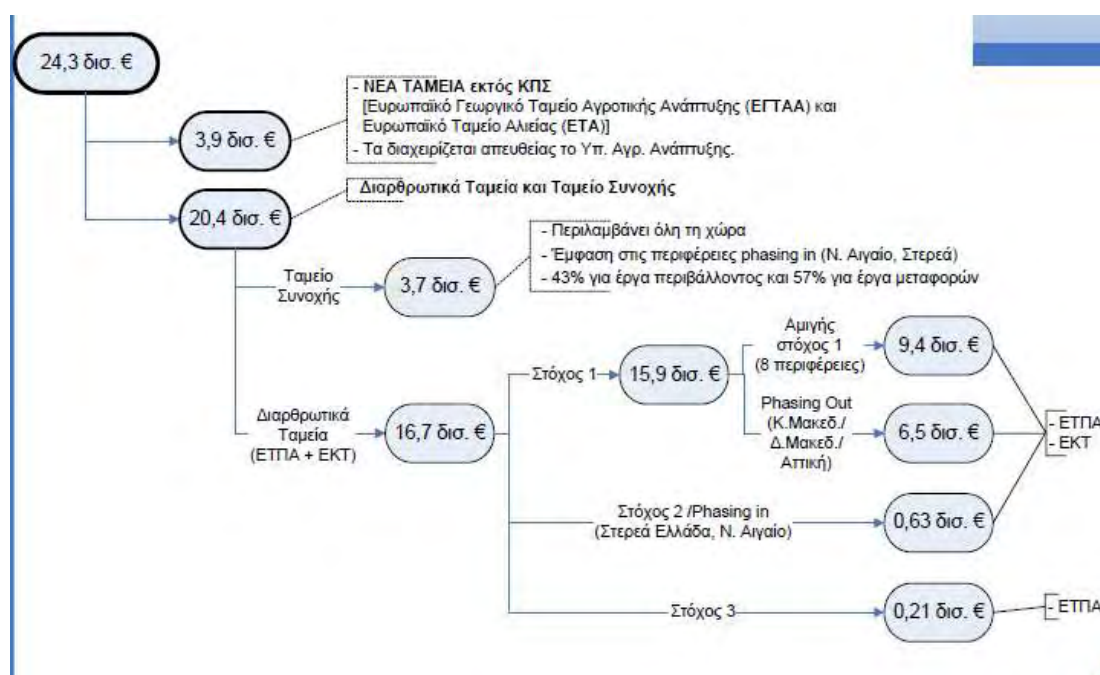 24,3 δισ. €
3,9 δισ. €
- ΝΕΑ ΤΑΜΕΙΑ εκτός ΚΠΣ
[Ευρωπαϊκό Γεωργικό Ταμείο Αγροτικής Ανάπτυξης (ΕΓΤΑΑ) και
Ευρωπαϊκό Ταμείο Αλιείας (ΕΤΑ)]
- Τα διαχειρίζεται απευθείας το Υπ. Αγρ. Ανάπτυξης.
20,4 δισ. €
Διαρθρωτικά Ταμεία και Ταμείο Συνοχής
Ταμείο
Συνοχής
3,7 δισ. €
- Περιλαμβάνει όλη τη χώρα
- Έμφαση στις περιφέρειες phasing in (Ν. Αιγαίο, Στερεά)
- 43% για έργα περιβάλλοντος και 57% για έργα μεταφορών
Διαρθρωτικά
Ταμεία
(ΕΤΠΑ + ΕΚΤ)
16,7 δισ. €
Στόχος 1
15,9 δισ. €
Αμιγής
στόχος 1
(8 περιφέρειες)
9,4 δισ. €
Phasing Out
(Κ.Μακεδ./
Δ.Μακεδ./
Αττική)
6,5 δισ. €
- ΕΤΠΑ
- ΕΚΤ
Στόχος 2 /Phasing in
(Στερεά Ελλάδα, Ν. Αιγαίο)
0,63 δισ. €
Στόχος 3
0,21 δισ. €
- ΕΤΠΑ